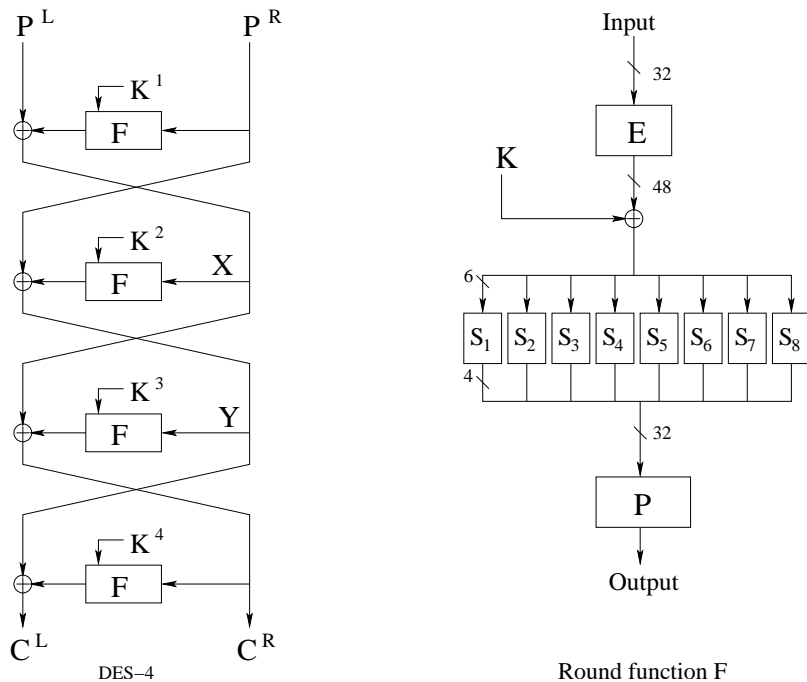 P L
P R
K 1
F
K 2
X
F
K 3
Y
F
K 4
F
C L
C R
DES–4
Input
32
E
K
48
6
S1 S2 S3 S4 S5 S6 S7 S8
4
32
P
Output
Round function F